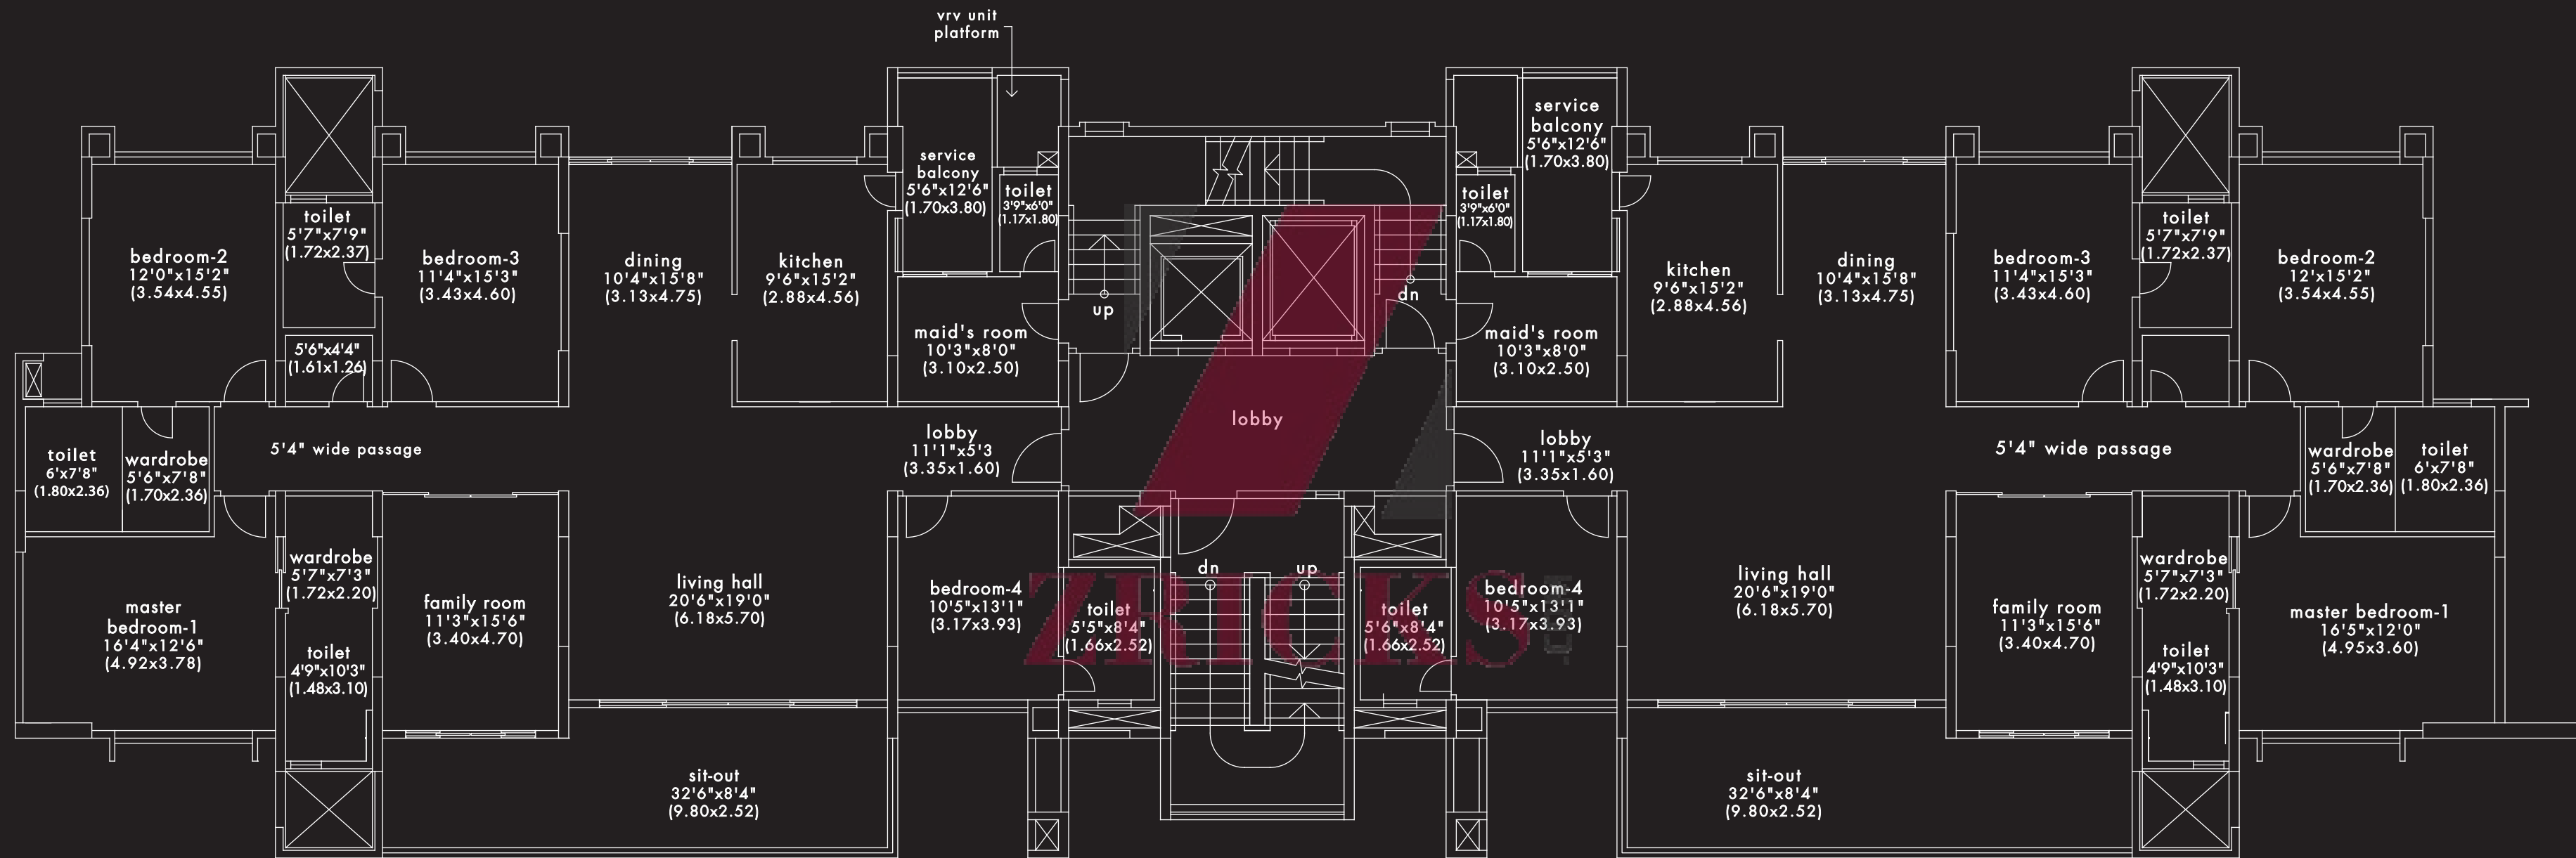 vrv unit
platform
service
balcony
5'6"x12'6"
(1.70x3.80)
toilet
3'9"x6'0"
(1.17x1.80)
toilet
5'7"x7'9"
(1.72x2.37)
bedroom-2
12'0"x15'2"
(3.54x4.55)
bedroom-3
11'4"x15'3"
(3.43x4.60)
dining
10'4"x15'8"
(3.13x4.75)
kitchen
9'6"x15'2"
(2.88x4.56)
maid's room
10'3"x8'0"
(3.10x2.50)
5'6"x4'4"
(1.61x1.26)
up
dn
toilet
3'9"x6'0"
(1.17x1.80)
service
balcony
5'6"x12'6"
(1.70x3.80)
kitchen
9'6"x15'2"
(2.88x4.56)
dining
10'4"x15'8"
(3.13x4.75)
bedroom-3
11'4"x15'3"
(3.43x4.60)
toilet
5'7"x7'9"
(1.72x2.37)
bedroom-2
12'x15'2"
(3.54x4.55)
maid's room
10'3"x8'0"
(3.10x2.50)
toilet
6'x7'8"
(1.80x2.36)
wardrobe
5'6"x7'8"
(1.70x2.36)
5'4" wide passage
lobby
11'1"x5'3
(3.35x1.60)
lobby
lobby
11'1"x5'3"
(3.35x1.60)
5'4" wide passage
wardrobe
5'6"x7'8"
(1.70x2.36)
toilet
6'x7'8"
(1.80x2.36)
master
bedroom-1
16'4"x12'6"
(4.92x3.78)
wardrobe
5'7"x7'3"
(1.72x2.20)
toilet
4'9"x10'3"
(1.48x3.10)
family room
11'3"x15'6"
(3.40x4.70)
living hall
20'6"x19'0"
(6.18x5.70)
bedroom-4
10'5"x13'1"
(3.17x3.93)
toilet
5'5"x8'4"
(1.66x2.52)
dn
up
toilet
5'6"x8'4"
(1.66x2.52)
bedroom-4
10'5"x13'1"
(3.17x3.93)
living hall
20'6"x19'0"
(6.18x5.70)
family room
11'3"x15'6"
(3.40x4.70)
wardrobe
5'7"x7'3"
(1.72x2.20)
toilet
4'9"x10'3"
(1.48x3.10)
master bedroom-1
16'5"x12'0"
(4.95x3.60)
ZRICKS
sit-out
32'6"x8'4"
(9.80x2.52)
sit-out
32'6"x8'4"
(9.80x2.52)